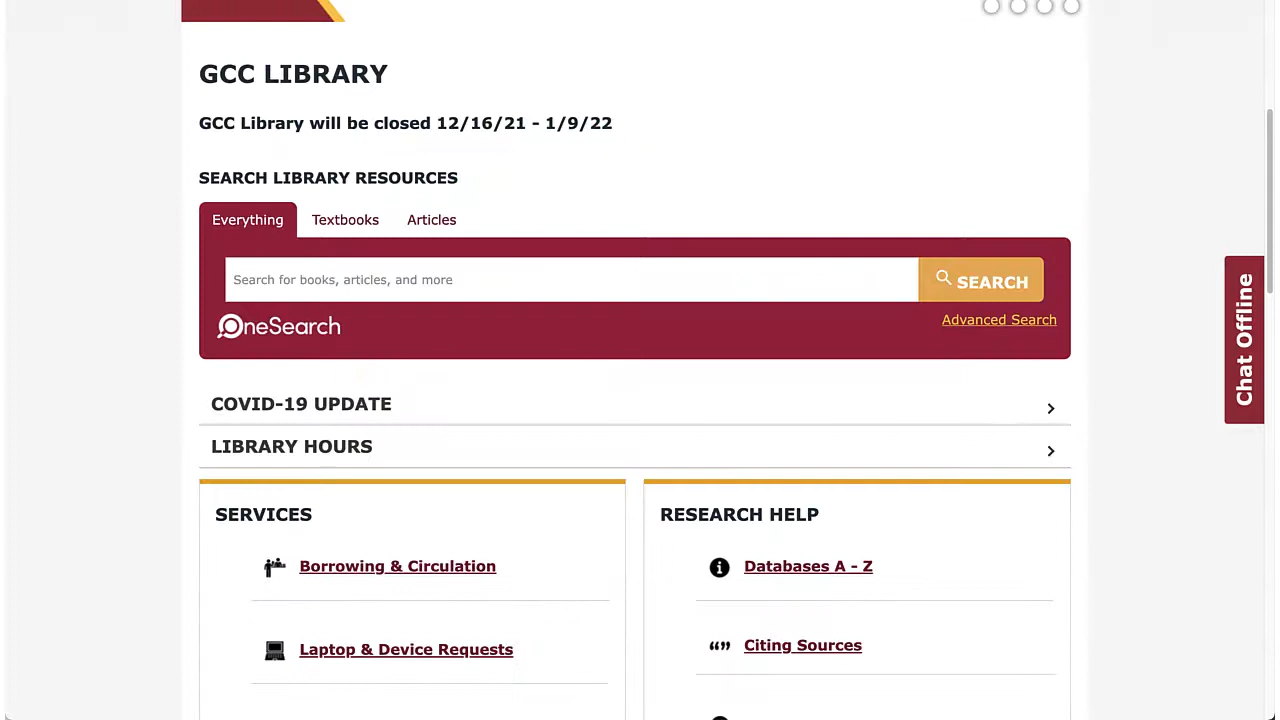 GCC LIBRARY
GCC Library will be closed 12/16/21 - 1/9/22
SEARCH LIBRARY RESOURCES
Everything Textbooks Articles
Search for books, articles, and more SEARCH
OneSearch Advanced Search
Chat Offline
COVID-19 UPDATE
LIBRARY HOURS
SERVICES
Borrowing & Circulation
Laptop & Device Requests
RESEARCH HELP
Databases A - Z
Citing Sources